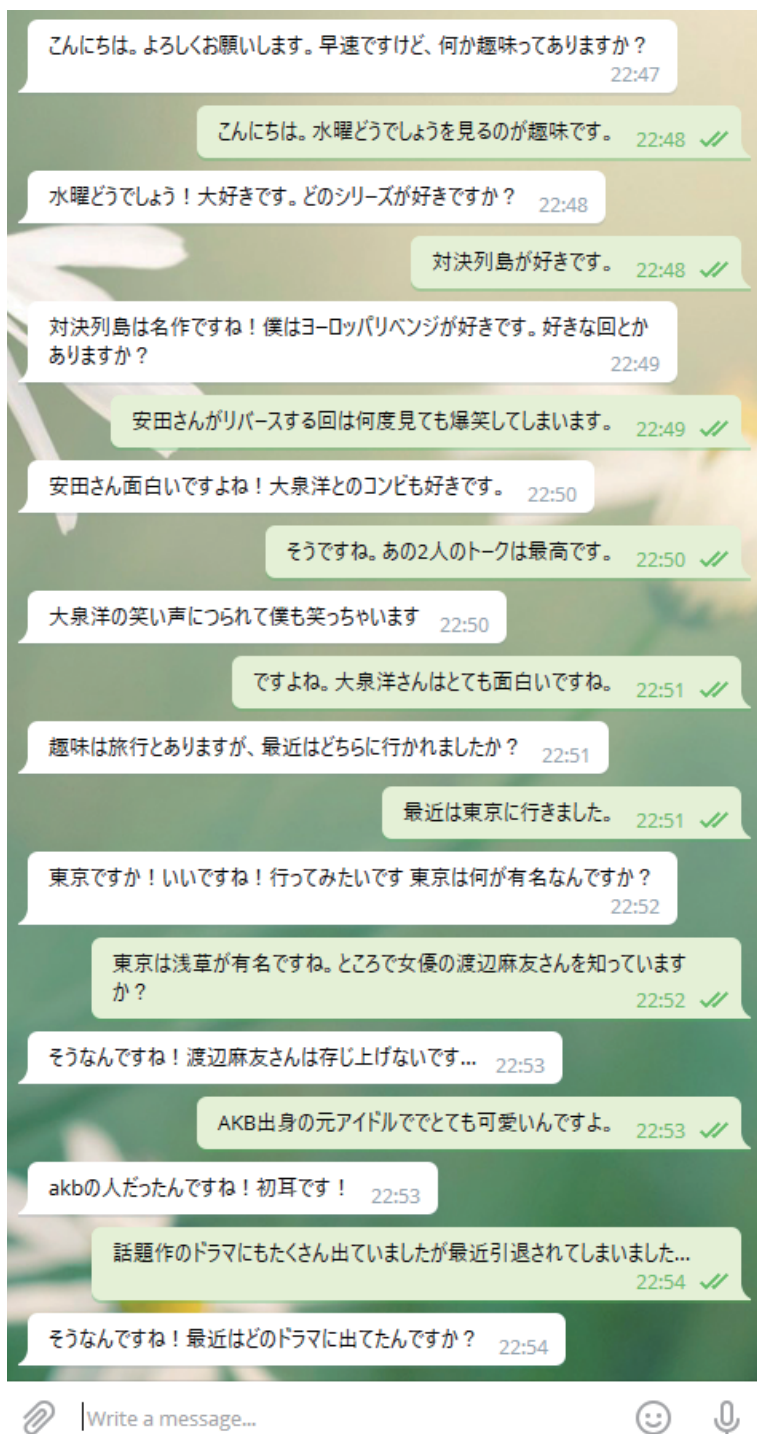 こんにちは。よろしくお願いします。早速ですけど、何か趣味ってありますか？
22:47
こんにちは。水曜どうでしょうを見るのが趣味です。 22:48
水曜どうでしょう！大好きです。どのシリーズが好きですか？ 22:48
対決列島が好きです。 22:48
対決列島は名作ですね！僕はヨーロッパリベンジが好きです。好きな回とか
ありますか？ 22:49
安田さんがリバースする回は何度見ても爆笑してしまいます。 22:49
安田さん面白いですよね！大泉洋とのコンビも好きです。 22:50
そうですね。あの2人のトークは最高です。 22:50
大泉洋の笑い声につられて僕も笑っちゃいます 22:50
ですよね。大泉洋さんはとても面白いですね。 22:51
趣味は旅行とありますが、最近はどちらに行かれましたか？ 22:51
最近は東京に行きました。 22:51
東京ですか！いいですね！行ってみたいです 東京は何が有名なんですか？
22:52
東京は浅草が有名ですね。ところで女優の渡辺麻友さんを知っています
か？ 22:52
そうなんですね！渡辺麻友さんは存じ上げないです... 22:53
AKB出身の元アイドルででとても可愛いんですよ。 22:53
akbの人だったんですね！初耳です！ 22:53
話題作のドラマにもたくさん出ていましたが最近引退されてしまいました...
22:54
そうなんですね！最近はどのドラマに出てたんですか？ 22:54
Write a message...